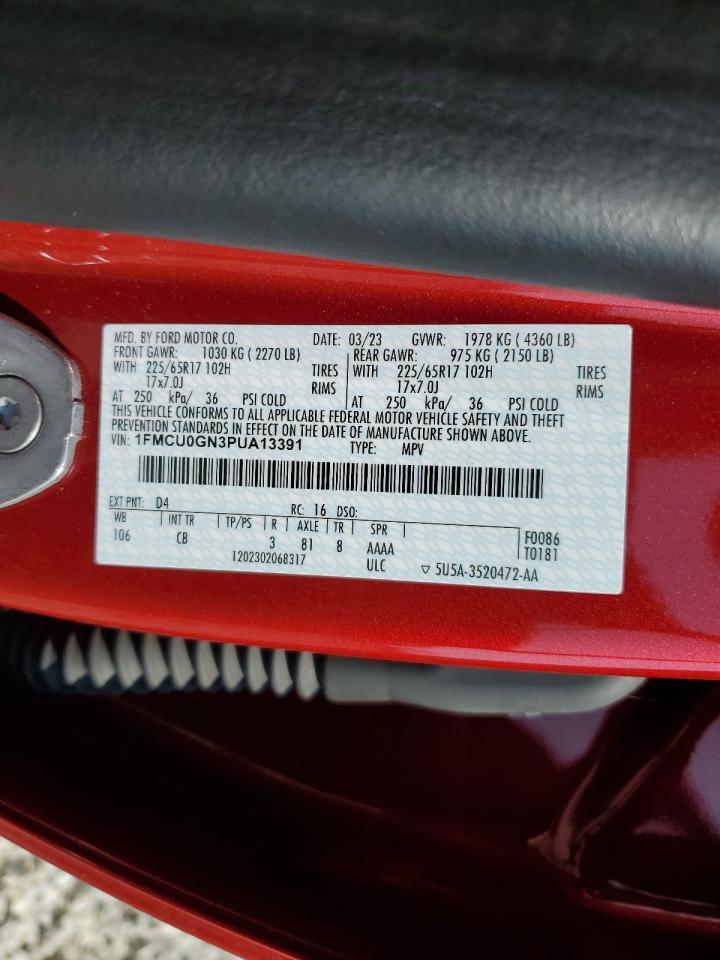 MFD. BY FORD MOTOR CO. DATE: 03/23 GVWR: 1978 KG ( 4360 LB)
FRONT GAWR: 1030 KG ( 2270 LB) REAR GAWR: 975 KG ( 2150 LB)
WITH 225/65R17 102H TIRES WITH 225/65R17 102H TIRES
17x7.0J RIMS 17x7.0J RIMS
AT 250 kPa/ 36 PSI COLD AT 250 kPa/ 36 PSI COLD
THIS VEHICLE CONFORMS TO ALL APPLICABLE FEDERAL MOTOR VEHICLE SAFETY AND THEFT
PREVENTION STANDARDS IN EFFECT ON THE DATE OF MANUFACTURE SHOWN ABOVE.
VIN: 1FMCU0GN3PUA13391 TYPE: MPV
EXT PNT: D4 RC: 16 DSO:
WB INT TR TP/PS R AXLE TR SPR
106 CB 3 81 8 AAAA F0086
1202302068317 ULC T0181
▽ 5U5A-3520472-AA